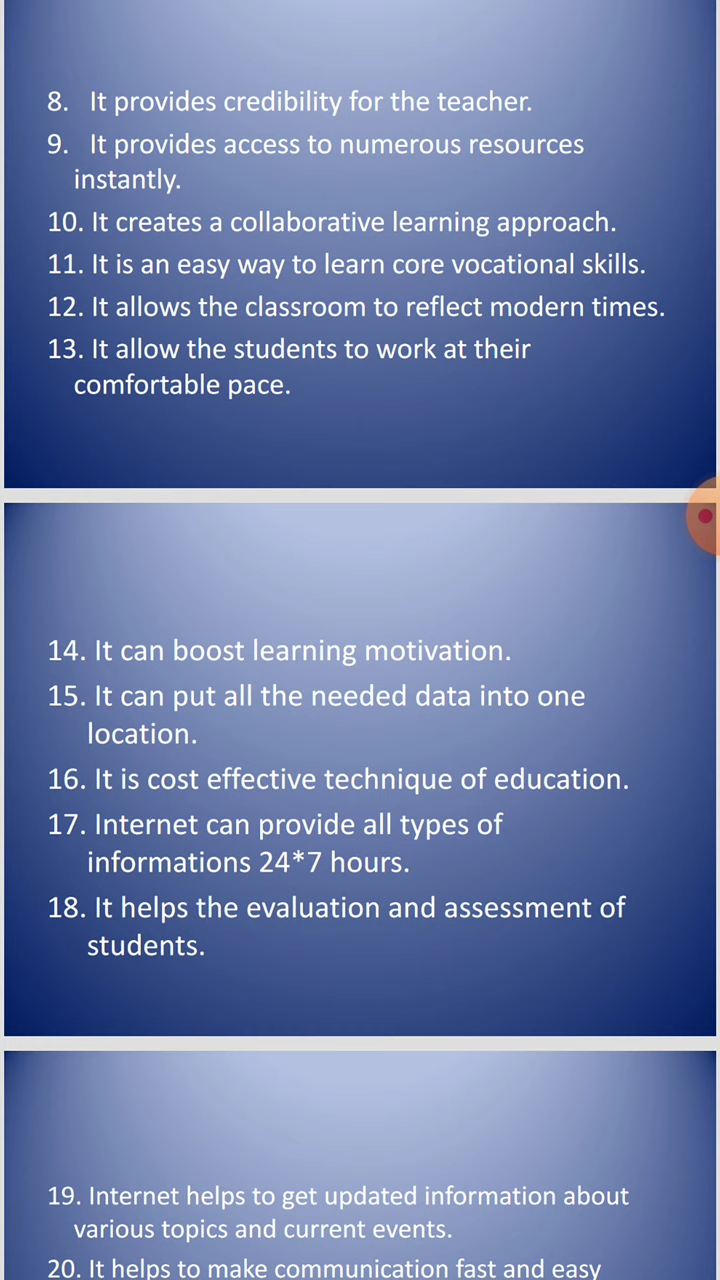 8. It provides credibility for the teacher.
9. It provides access to numerous resources
instantly.
10. It creates a collaborative learning approach.
11. It is an easy way to learn core vocational skills.
12. It allows the classroom to reflect modern times.
13. It allow the students to work at their
comfortable pace.
14. It can boost learning motivation.
15. It can put all the needed data into one
location.
16. It is cost effective technique of education.
17. Internet can provide all types of
informations 24*7 hours.
18. It helps the evaluation and assessment of
students.
19. Internet helps to get updated information about
various topics and current events.
20. It helps to make communication fast and easy